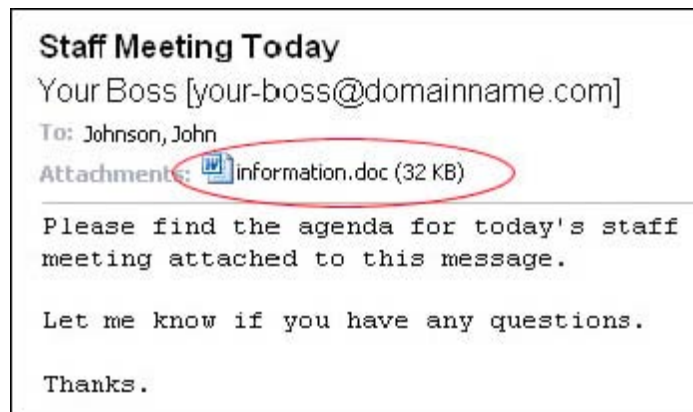 Staff Meeting Today
Your Boss [your-boss@domainname.com]
To: Johnson, John
Attachments: information.doc (32 KB)
Please find the agenda for today's staff
meeting attached to this message.
Let me know if you have any questions.
Thanks.